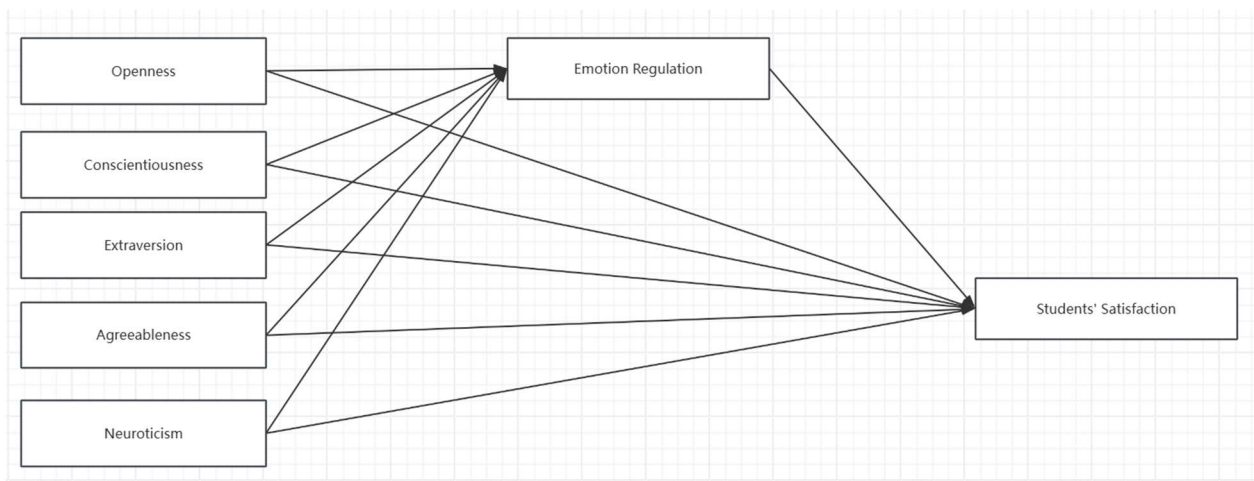 Openness
Emotion Regulation
Conscientiousness
Extraversion
Students' Satisfaction
Agreeableness
Neuroticism